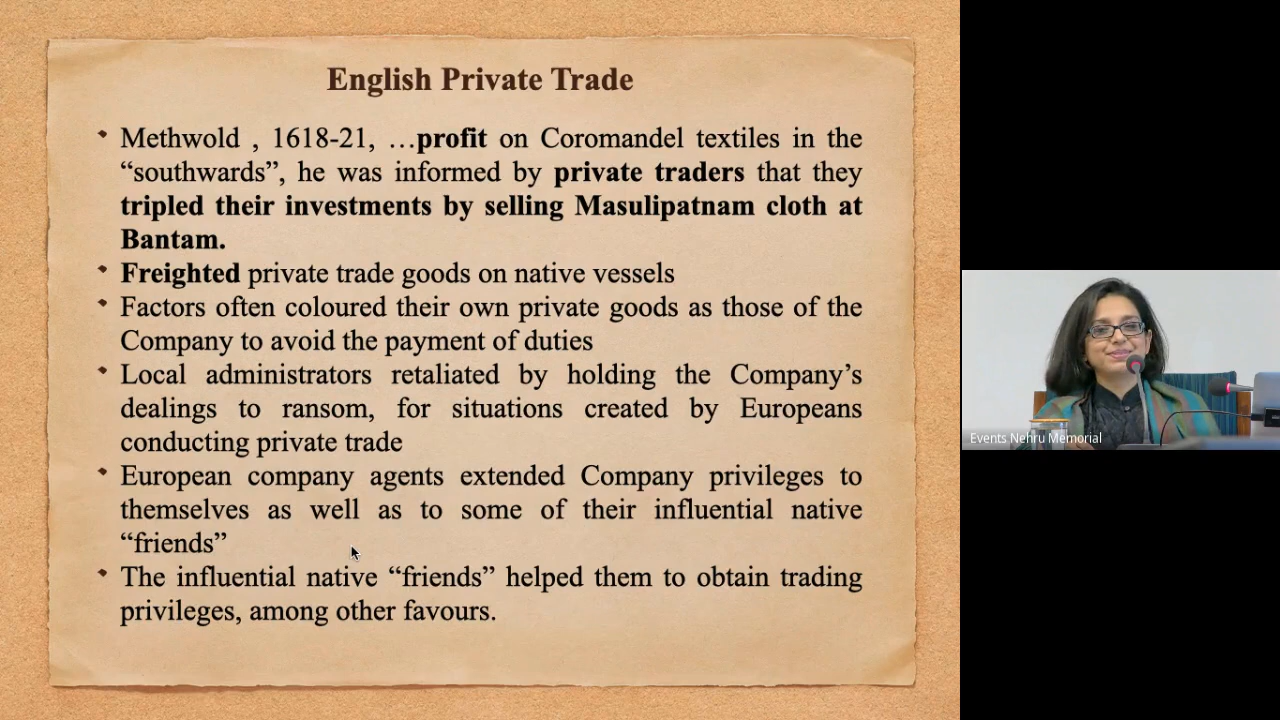 English Private Trade
Methwold , 1618-21, …profit on Coromandel textiles in the
“southwards”, he was informed by private traders that they
tripled their investments by selling Masulipatnam cloth at
Bantam.
Freighted private trade goods on native vessels
Factors often coloured their own private goods as those of the
Company to avoid the payment of duties
Local administrators retaliated by holding the Company’s
dealings to ransom, for situations created by Europeans
conducting private trade
European company agents extended Company privileges to
themselves as well as to some of their influential native
“friends”
The influential native “friends” helped them to obtain trading
privileges, among other favours.
Events Nehru Memorial